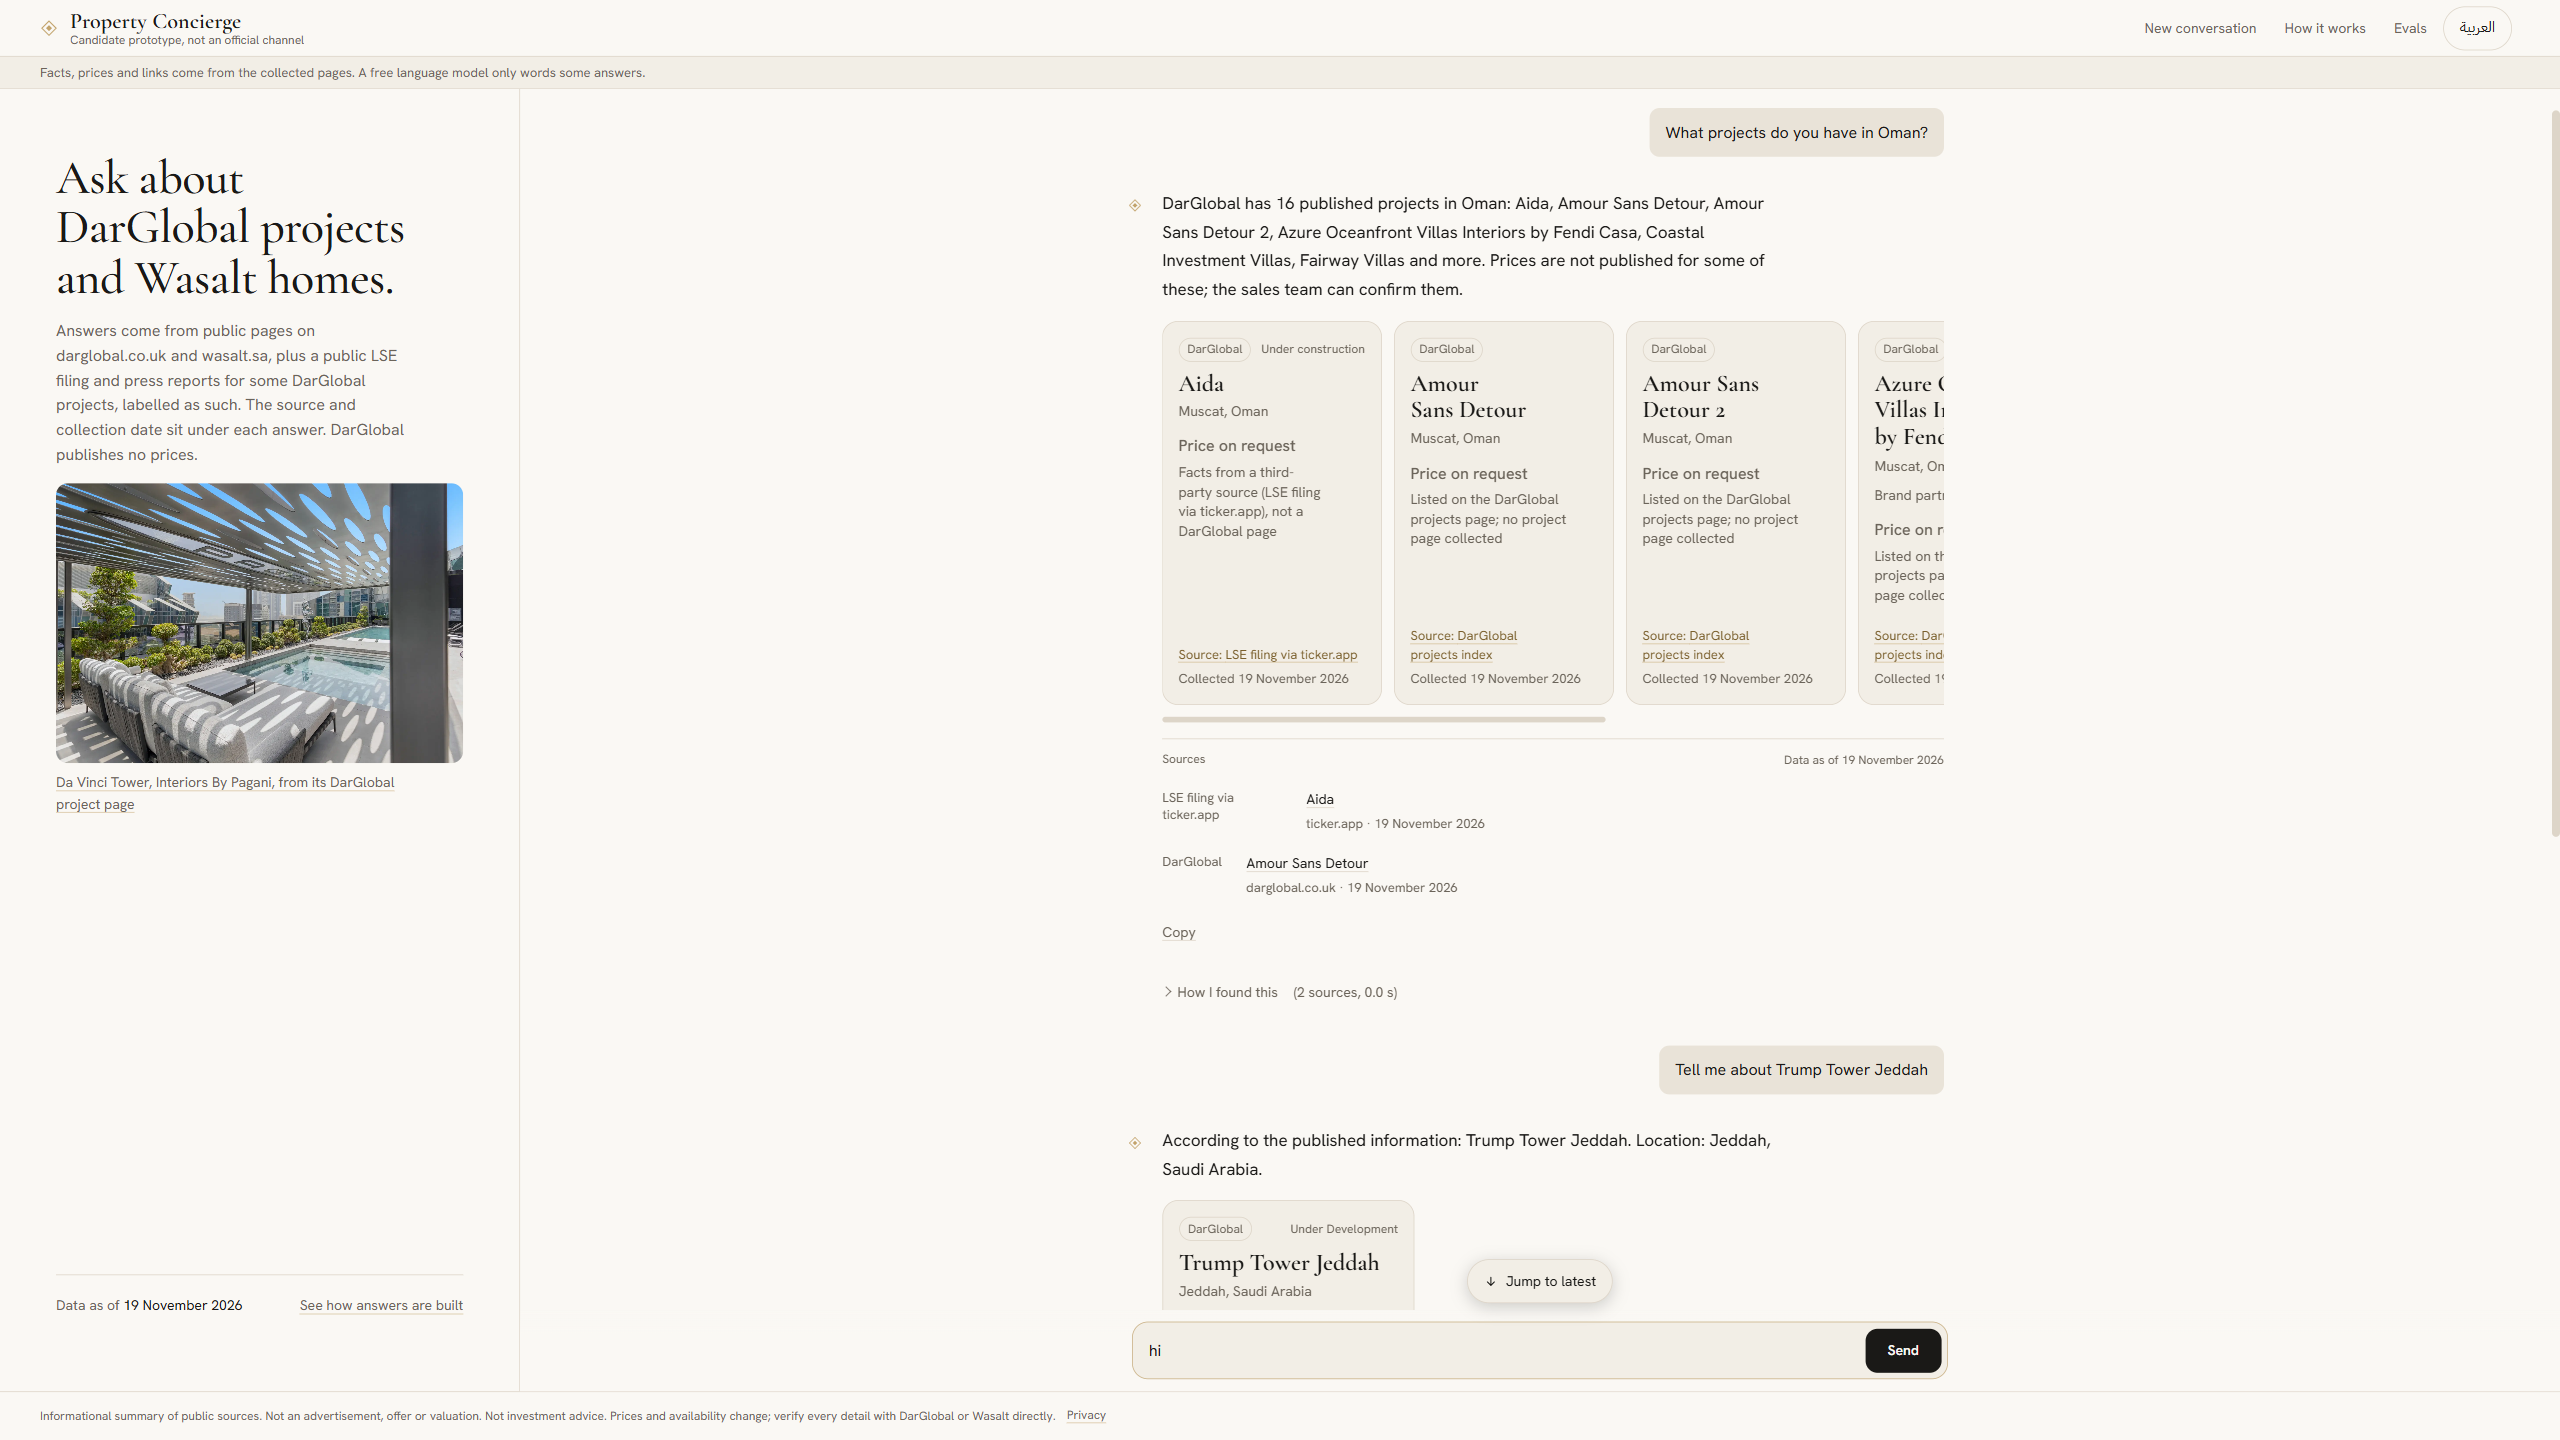 Property Concierge
Candidate prototype, not an official channel
New conversation
How it works
Evals
العربية
Facts, prices and links come from the collected pages. A free language model only words some answers.
Ask about
DarGlobal projects
and Wasalt homes.
Answers come from public pages on
darglobal.co.uk and wasalt.sa, plus a public LSE
filing and press reports for some DarGlobal
projects, labelled as such. The source and
collection date sit under each answer. DarGlobal
publishes no prices.
Da Vinci Tower, Interiors By Pagani, from its DarGlobal
project page
Data as of 19 November 2026
See how answers are built
What projects do you have in Oman?
DarGlobal has 16 published projects in Oman: Aida, Amour Sans Detour, Amour
Sans Detour 2, Azure Oceanfront Villas Interiors by Fendi Casa, Coastal
Investment Villas, Fairway Villas and more. Prices are not published for some of
these; the sales team can confirm them.
DarGlobal
Under construction
Aida
Muscat, Oman
Price on request
Facts from a third-
party source (LSE filing
via ticker.app), not a
DarGlobal page
Source: LSE filing via ticker.app
Collected 19 November 2026
DarGlobal
Amour
Sans Detour
Muscat, Oman
Price on request
Listed on the DarGlobal
projects page; no project
page collected
Source: DarGlobal
projects index
Collected 19 November 2026
DarGlobal
Amour Sans
Detour 2
Muscat, Oman
Price on request
Listed on the DarGlobal
projects page; no project
page collected
Source: DarGlobal
projects index
Collected 19 November 2026
DarGlobal
Azure
Villas
by
Muscat,
Brand
Price on
Listed on
projects
page
Source:
projects
Collected
Sources
Data as of 19 November 2026
LSE filing via
ticker.app
Aida
ticker.app · 19 November 2026
DarGlobal
Amour Sans Detour
darglobal.co.uk · 19 November 2026
Copy
How I found this
(2 sources, 0.0 s)
Tell me about Trump Tower Jeddah
According to the published information: Trump Tower Jeddah. Location: Jeddah,
Saudi Arabia.
DarGlobal
Under Development
Trump Tower Jeddah
Jeddah, Saudi Arabia
Jump to latest
hi
Send
Informational summary of public sources. Not an advertisement, offer or valuation. Not investment advice. Prices and availability change; verify every detail with DarGlobal or Wasalt directly.
Privacy